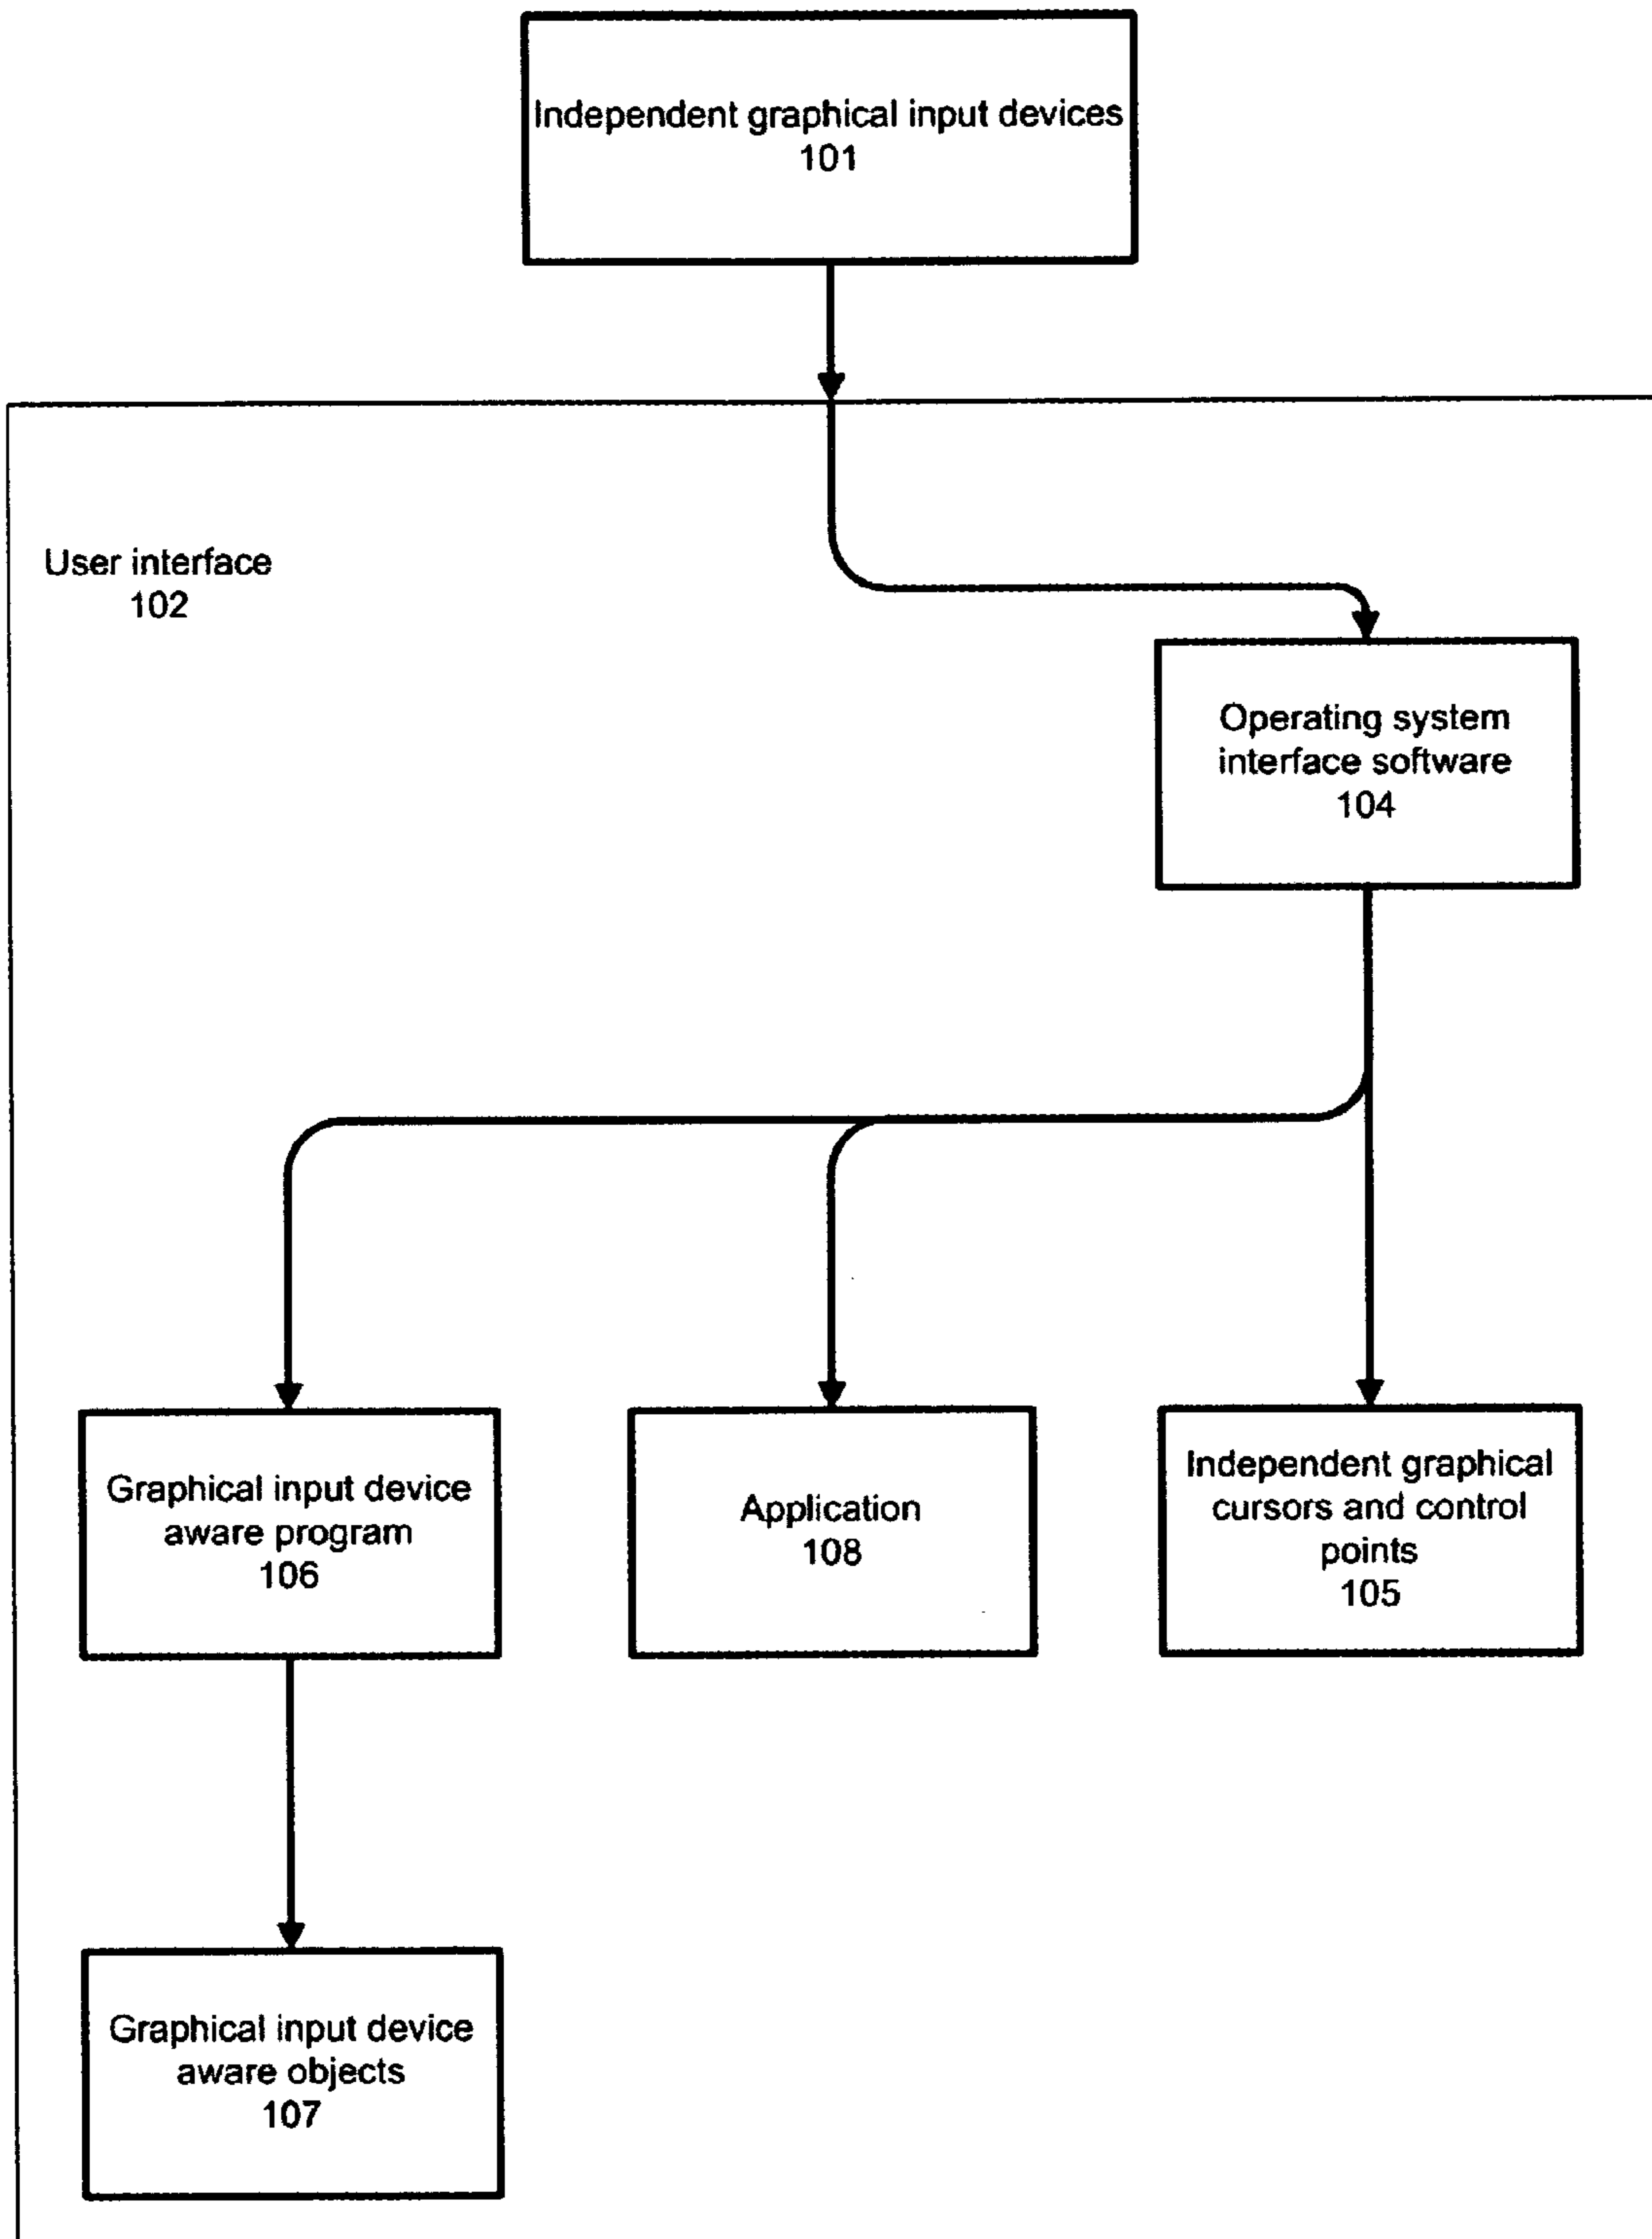 Independent graphical input devices
101
User interface
102
Operating system
interface software
104
Graphical input device
aware program
106
Application
108
Independent graphical
cursors and control
points
105
Graphical input device
aware objects
107